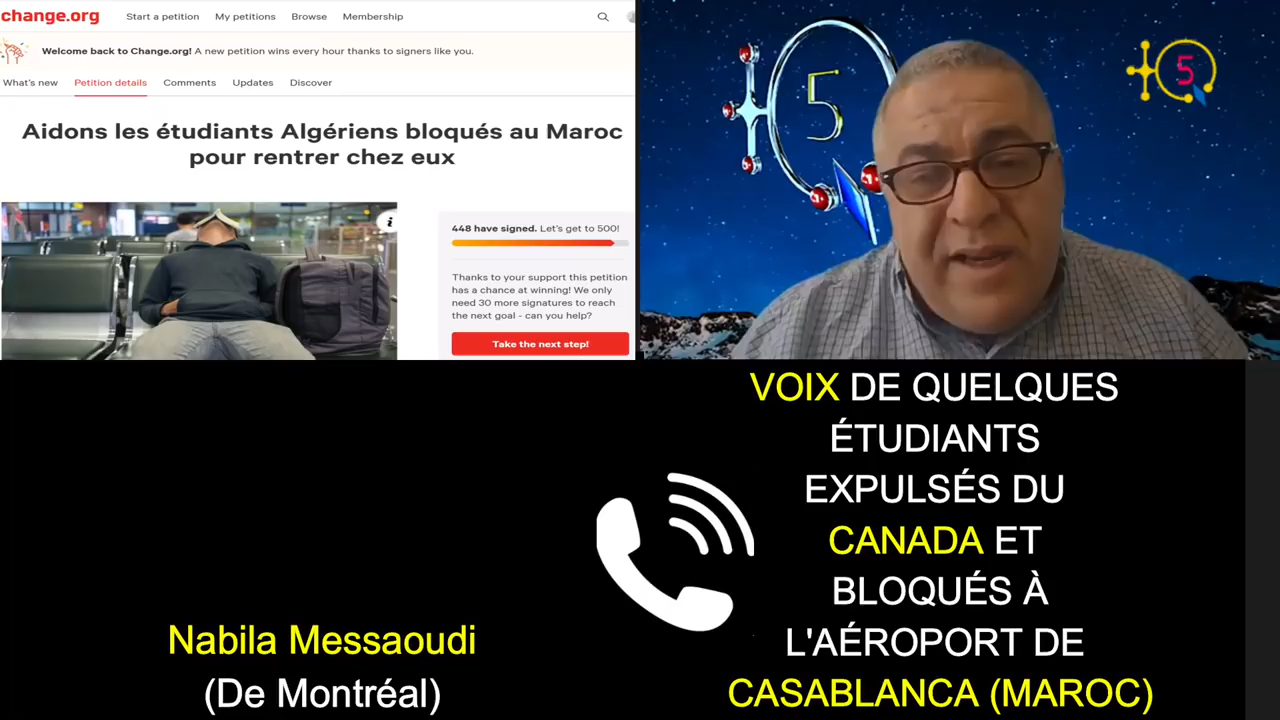 change.org
Start a petition My petitions Browse Membership
Welcome back to Change.org! A new petition wins every hour thanks to signers like you.
What's new Petition details Comments Updates Discover
Aidons les étudiants Algériens bloqués au Maroc
pour rentrer chez eux
448 have signed. Let's get to 500!
Thanks to your support this petition
has a chance at winning! We only
need 30 more signatures to reach
the next goal - can you help?
Take the next step!
5
5
VOIX DE QUELQUES
ÉTUDIANTS
EXPULSÉS DU
CANADA ET
BLOQUÉS À
L'AÉROPORT DE
CASABLANCA (MAROC)
Nabila Messaoudi
(De Montréal)